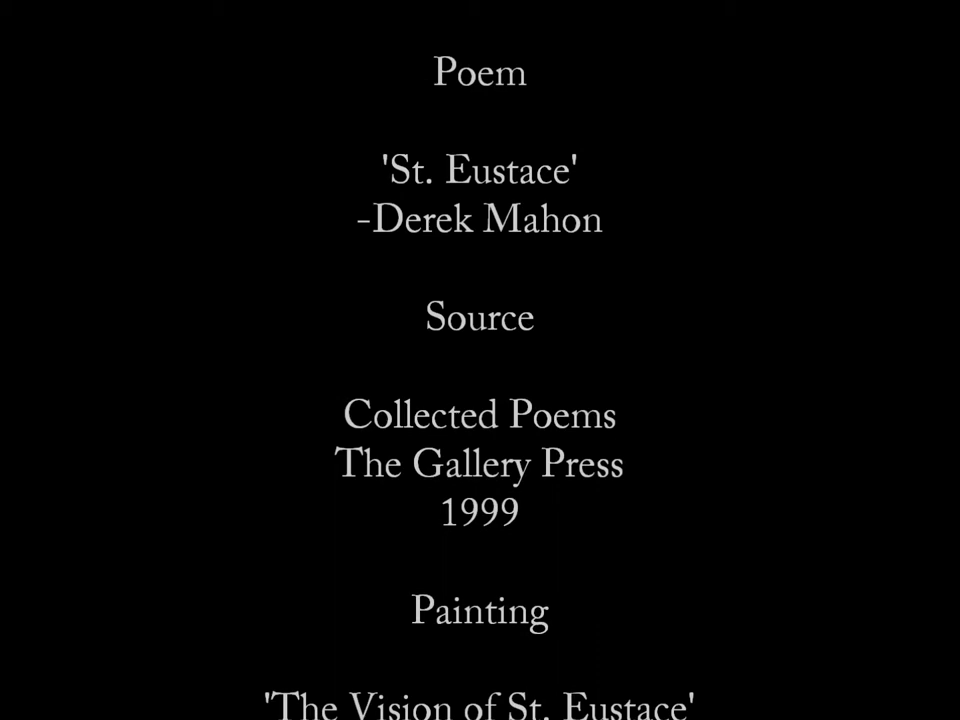 Poem
'St. Eustace'
-Derek Mahon
Source
Collected Poems
The Gallery Press
1999
Painting
'The Vision of St. Eustace'